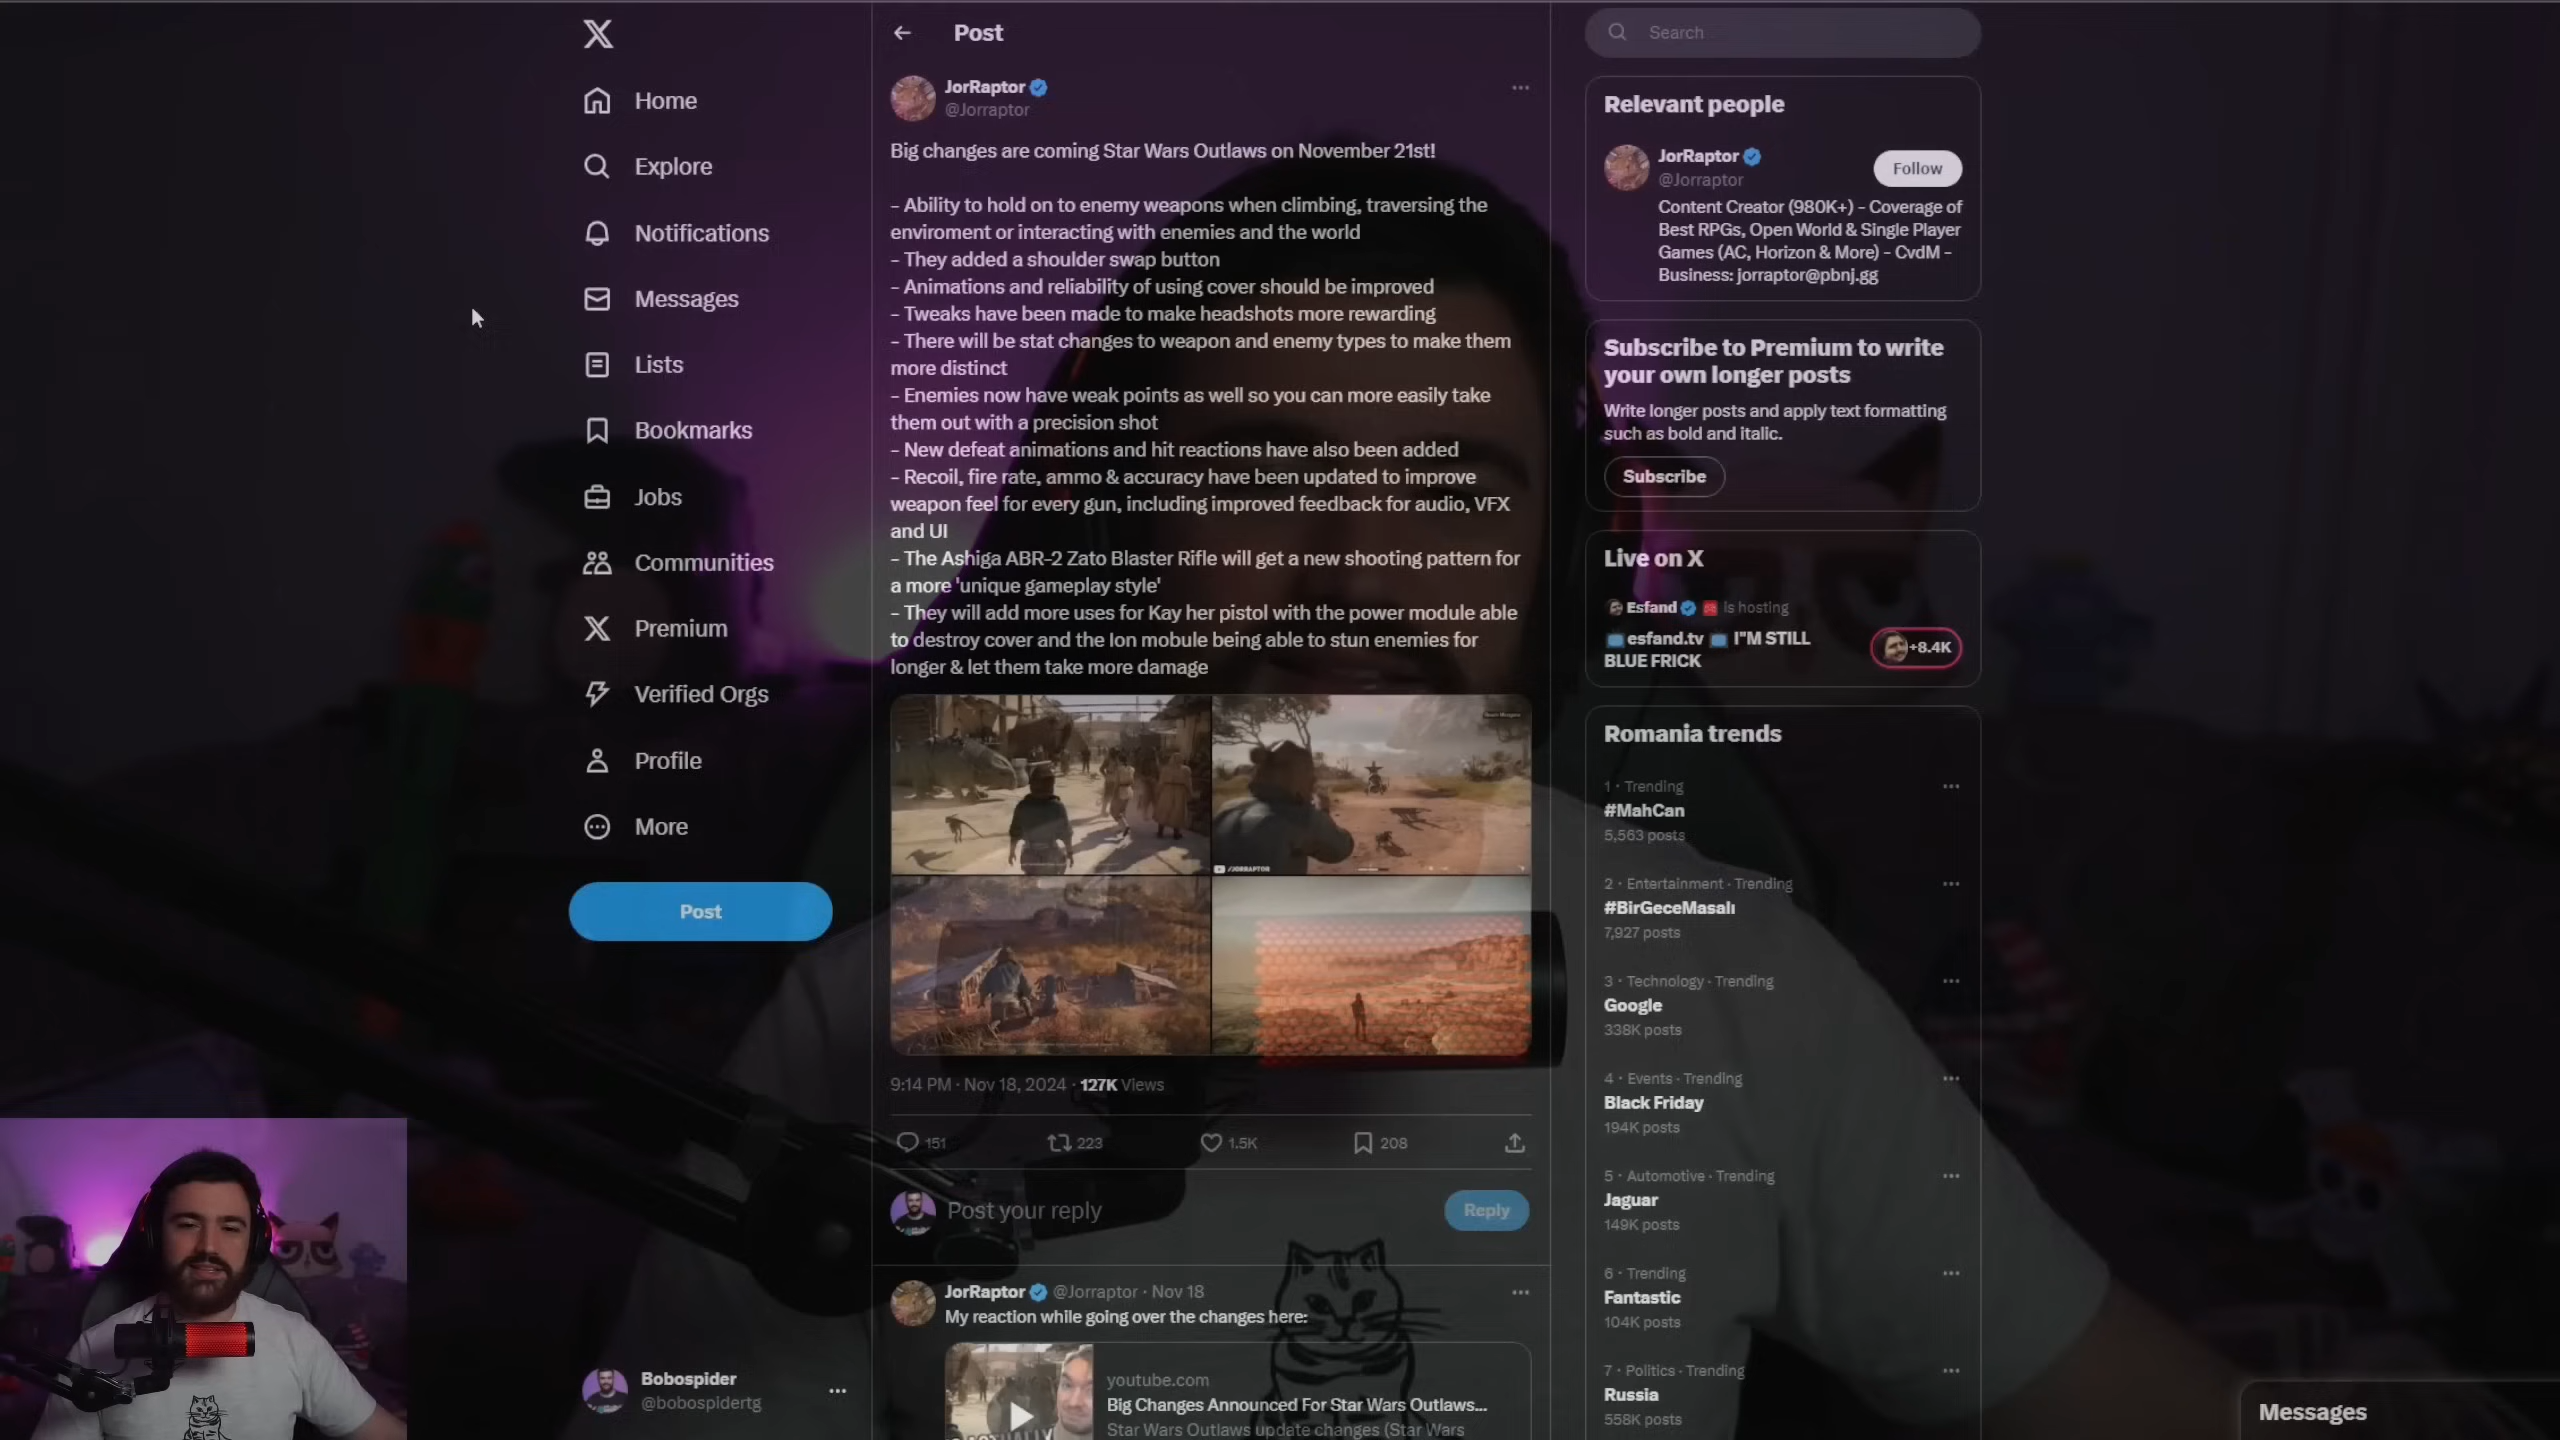 Home
Explore
Notifications
Messages
Lists
Bookmarks
Jobs
Communities
Premium
Verified Orgs
Profile
More
Post
Bobospider
@bobospidertg
Post
JorRaptor
@Jorraptor
Big changes are coming Star Wars Outlaws on November 21st!
- Ability to hold on to enemy weapons when climbing, traversing the
enviroment or interacting with enemies and the world
- They added a shoulder swap button
- Animations and reliability of using cover should be improved
- Tweaks have been made to make headshots more rewarding
- There will be stat changes to weapon and enemy types to make them
more distinct
- Enemies now have weak points as well so you can more easily take
them out with a precision shot
- New defeat animations and hit reactions have also been added
- Recoil, fire rate, ammo & accuracy have been updated to improve
weapon feel for every gun, including improved feedback for audio, VFX
and UI
- The Ashiga ABR-2 Zato Blaster Rifle will get a new shooting pattern for
a more 'unique gameplay style'
- They will add more uses for Kay her pistol with the power module able
to destroy cover and the Ion mobule being able to stun enemies for
longer & let them take more damage
/JORRAPTOR
9:14 PM · Nov 18, 2024 · 127K Views
151 223 1.5K 208
Post your reply
Reply
JorRaptor @Jorraptor · Nov 18
My reaction while going over the changes here:
youtube.com
Big Changes Announced For Star Wars Outlaws...
Star Wars Outlaws update changes (Star Wars
Search
Relevant people
JorRaptor
@Jorraptor
Follow
Content Creator (980K+) - Coverage of
Best RPGs, Open World & Single Player
Games (AC, Horizon & More) - CvdM -
Business: jorraptor@pbnj.gg
Subscribe to Premium to write
your own longer posts
Write longer posts and apply text formatting
such as bold and italic.
Subscribe
Live on X
Esfand is hosting
esfand.tv I"M STILL
BLUE FRICK
+8.4K
Romania trends
1 · Trending
#MahCan
5,563 posts
2 · Entertainment · Trending
#BirGeceMasalı
7,927 posts
3 · Technology · Trending
Google
338K posts
4 · Events · Trending
Black Friday
194K posts
5 · Automotive · Trending
Jaguar
149K posts
6 · Trending
Fantastic
104K posts
7 · Politics · Trending
Russia
558K posts
Messages